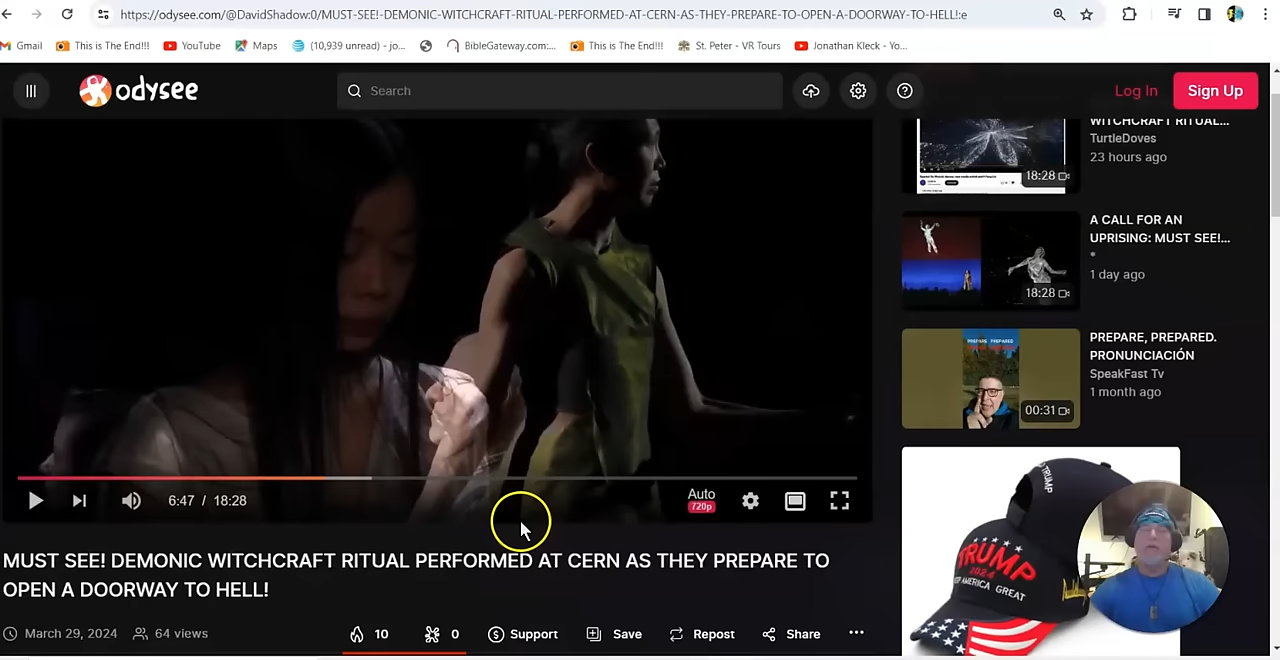 https://odysee.com/@DavidShadow:0/MUST-SEE!-DEMONIC-WITCHCRAFT-RITUAL-PERFORMED-AT-CERN-AS-THEY-PREPARE-TO-OPEN-A-DOORWAY-TO-HELL!:e
Gmail
This is The End!!!
YouTube
Maps
(10,939 unread) - jo...
BibleGateway.com:...
This is The End!!!
St. Peter - VR Tours
Jonathan Kleck - Yo...
odysee
Search
Log In
Sign Up
WITCHCRAFT RITUAL...
TurtleDoves
23 hours ago
18:28
A CALL FOR AN
UPRISING: MUST SEE!...
1 day ago
18:28
PREPARE, PREPARED.
PRONUNCIACIÓN
SpeakFast Tv
1 month ago
PREPARE PREPARED
00:31
6:47 / 18:28
Auto
720p
TRUMP
TRUMP
2024
AMERICA GREAT
MUST SEE! DEMONIC WITCHCRAFT RITUAL PERFORMED AT CERN AS THEY PREPARE TO
OPEN A DOORWAY TO HELL!
March 29, 2024
64 views
10
0
Support
Save
Repost
Share